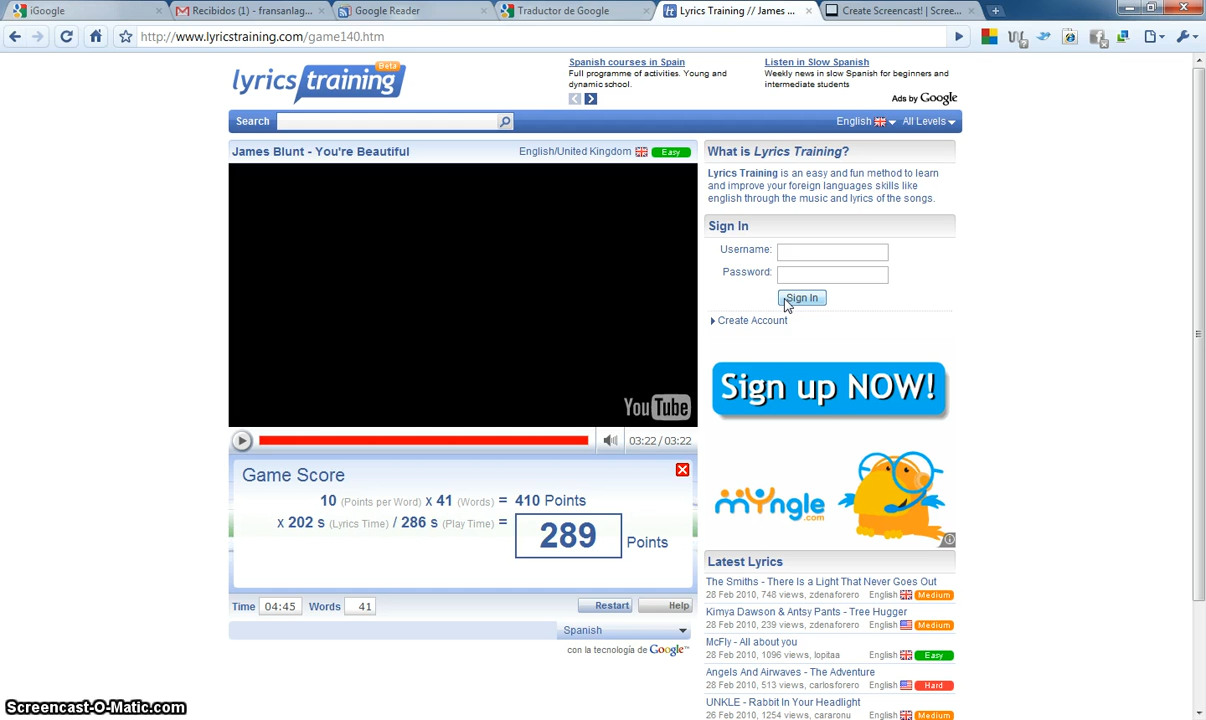 iGoogle
Recibidos (1) - fransanlag...
Google Reader
Traductor de Google
Lyrics Training // James ...
Create Screencast! | Scree...
http://www.lyricstraining.com/game140.htm
lyrics training Beta
Spanish courses in Spain
Full programme of activities. Young and
dynamic school.
Listen in Slow Spanish
Weekly news in slow Spanish for beginners and
intermediate students
Ads by Google
Search
English
All Levels
James Blunt - You're Beautiful
English/United Kingdom
Easy
YouTube
03:22 / 03:22
Game Score
10 (Points per Word) x 41 (Words) = 410 Points
x 202 s (Lyrics Time) / 286 s (Play Time) =
289 Points
Time 04:45 Words 41
Restart
Help
Spanish
con la tecnología de Google™
What is Lyrics Training?
Lyrics Training is an easy and fun method to learn
and improve your foreign languages skills like
english through the music and lyrics of the songs.
Sign In
Username:
Password:
Sign In
Create Account
Sign up NOW!
myngle.com
Latest Lyrics
The Smiths - There Is a Light That Never Goes Out
28 Feb 2010, 748 views, zdenaforero English Medium
Kimya Dawson & Antsy Pants - Tree Hugger
28 Feb 2010, 239 views, zdenaforero English Medium
McFly - All about you
28 Feb 2010, 1096 views, lopitaa English Easy
Angels And Airwaves - The Adventure
28 Feb 2010, 513 views, carlosforero English Hard
UNKLE - Rabbit In Your Headlight
26 Feb 2010, 1254 views, cararonu English Medium
Screencast-O-Matic.com